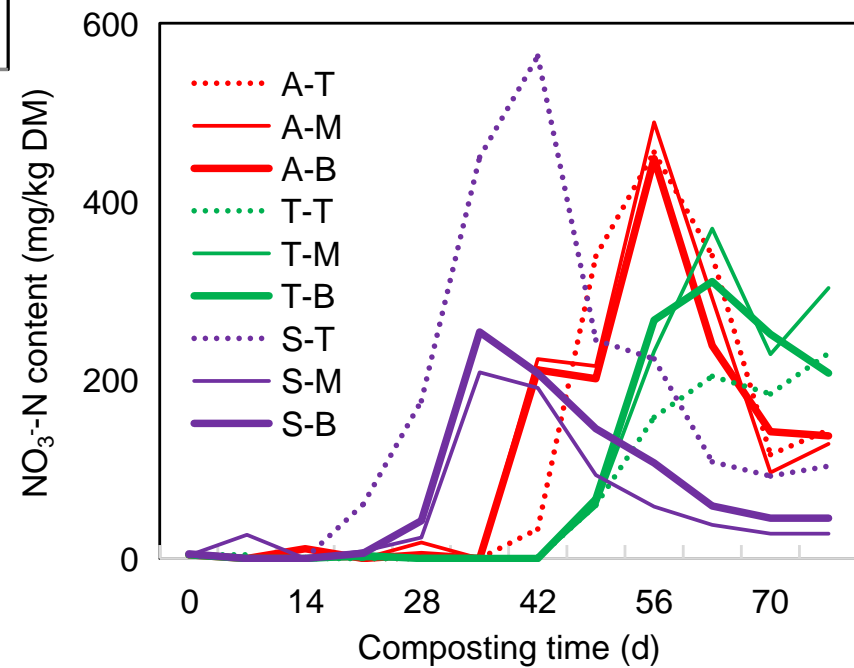 600
400
200
0
NO₃⁻-N content (mg/kg DM)
A-T
A-M
A-B
T-T
T-M
T-B
S-T
S-M
S-B
0 14 28 42 56 70
Composting time (d)